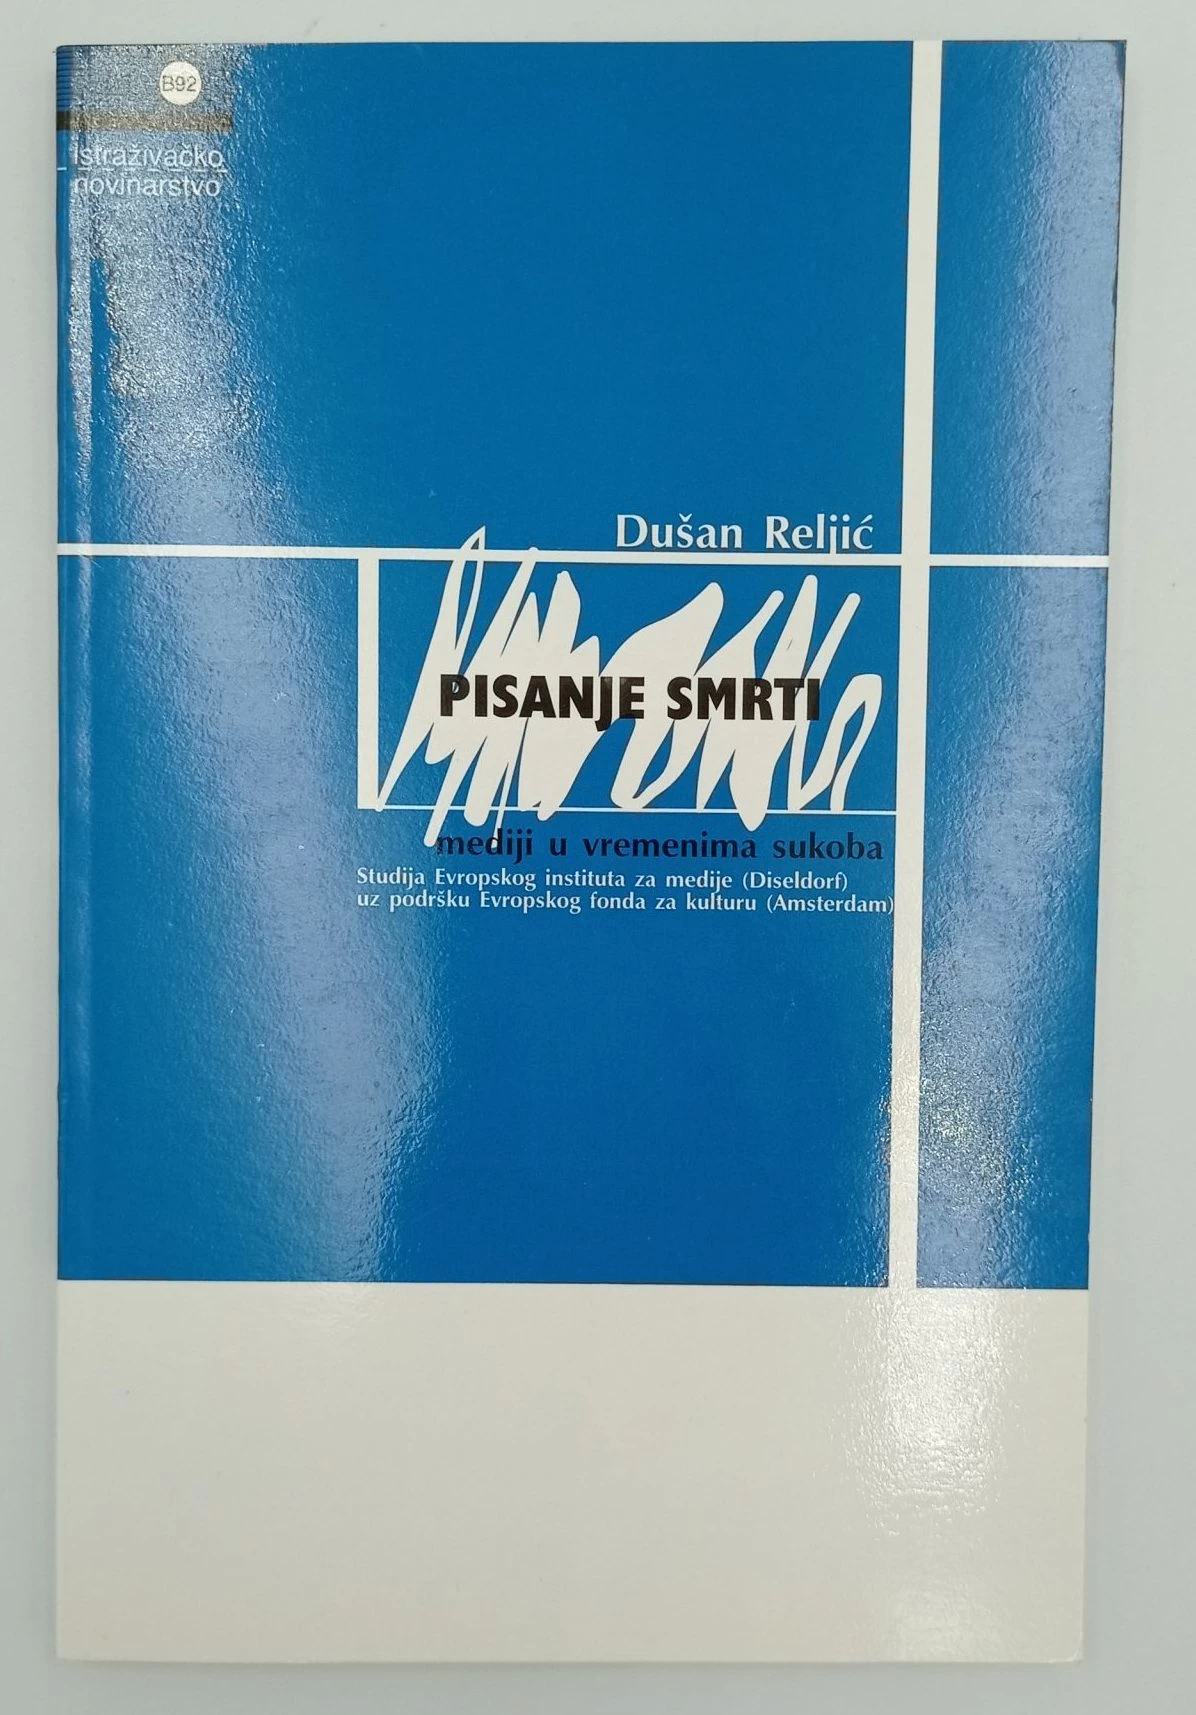 B92
istraživačko
novinarstvo
Dušan Reljić
PISANJE SMRTI
mediji u vremenima sukoba
Studija Evropskog instituta za medije (Diseldorf)
uz podršku Evropskog fonda za kulturu (Amsterdam)